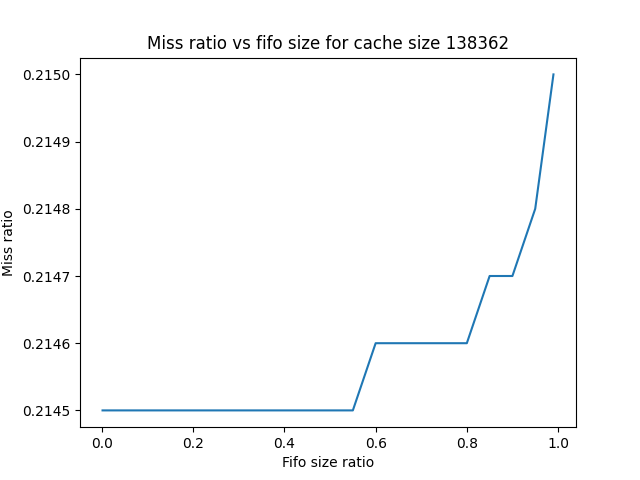 Miss ratio vs fifo size for cache size 138362
0.2150
0.2149
0.2148
0.2147
0.2146
0.2145
Miss ratio
0.0 0.2 0.4 0.6 0.8 1.0
Fifo size ratio